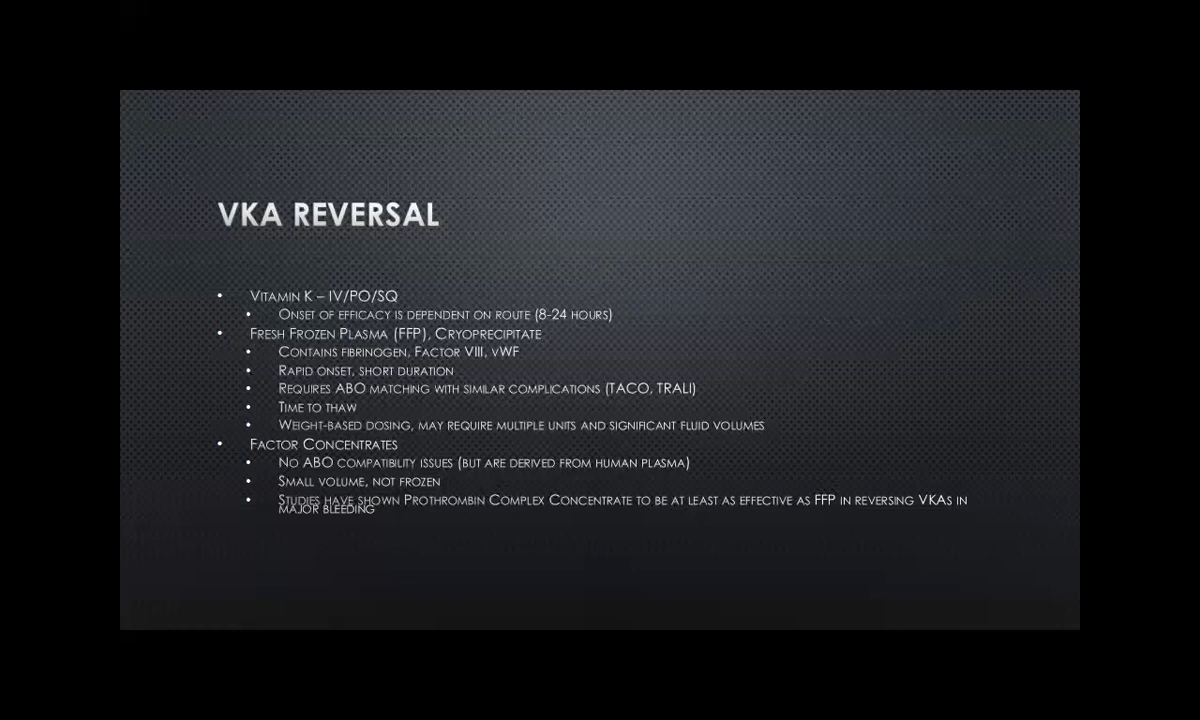 VKA REVERSAL
• VITAMIN K – IV/PO/SQ
• ONSET OF EFFICACY IS DEPENDENT ON ROUTE (8-24 HOURS)
• FRESH FROZEN PLASMA (FFP), CRYOPRECIPITATE
• CONTAINS FIBRINOGEN, FACTOR VIII, VWF
• RAPID ONSET, SHORT DURATION
• REQUIRES ABO MATCHING WITH SIMILAR COMPLICATIONS (TACO, TRALI)
• TIME TO THAW
• WEIGHT-BASED DOSING, MAY REQUIRE MULTIPLE UNITS AND SIGNIFICANT FLUID VOLUMES
• FACTOR CONCENTRATES
• NO ABO COMPATIBILITY ISSUES (BUT ARE DERIVED FROM HUMAN PLASMA)
• SMALL VOLUME, NOT FROZEN
• STUDIES HAVE SHOWN PROTHROMBIN COMPLEX CONCENTRATE TO BE AT LEAST AS EFFECTIVE AS FFP IN REVERSING VKAS IN
MAJOR BLEEDING